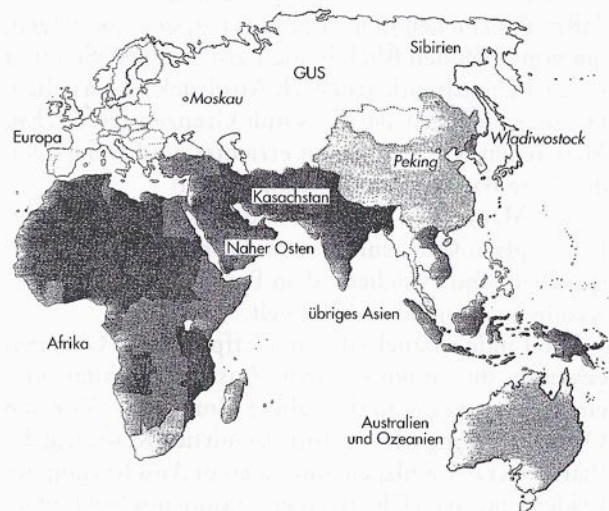 Sibirien
GUS
Moskau
Europa
Wladiwostock
Peking
Kasachstan
Naher Osten
übriges Asien
Afrika
Australien
und Ozeanien